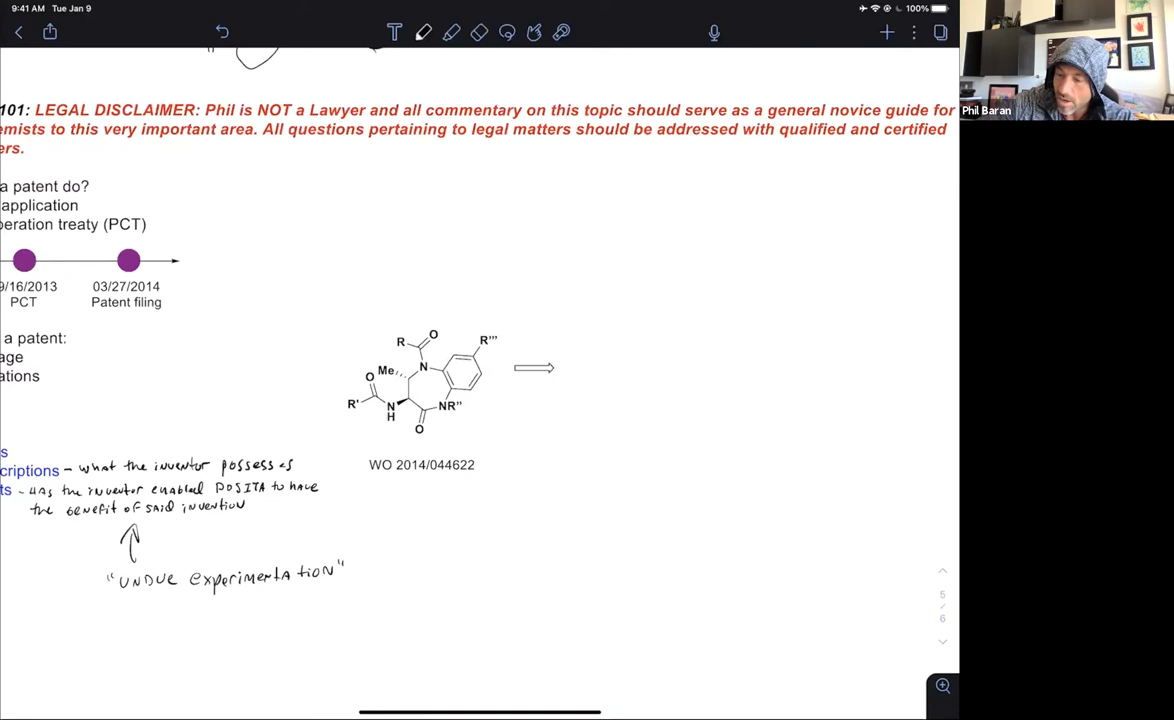 9:41 AM Tue Jan 9
100%
Phil Baran
101: LEGAL DISCLAIMER: Phil is NOT a Lawyer and all commentary on this topic should serve as a general novice guide for
emists to this very important area. All questions pertaining to legal matters should be addressed with qualified and certified
ers.
a patent do?
application
peration treaty (PCT)
9/16/2013
PCT
03/27/2014
Patent filing
a patent:
age
ations
R
O
R'''
Me
N
O
R'
N
H
NR''
O
WO 2014/044622
s
criptions - what the inventor possesses
ts - HAS the inventor enabled POSITA to have
the benefit of said invention
"UNDUE experimentation"
5
/
6